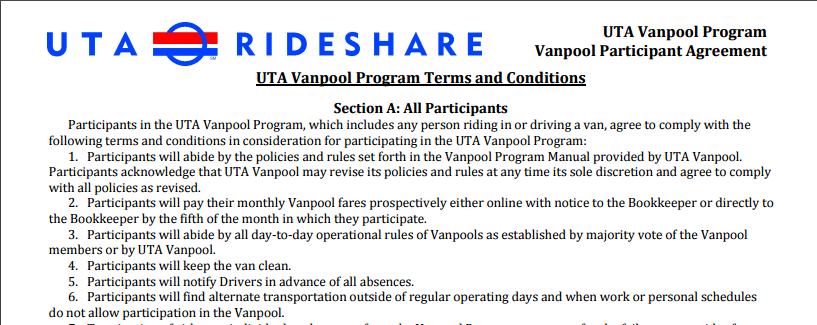 UTA RIDESHARE
UTA Vanpool Program
Vanpool Participant Agreement
UTA Vanpool Program Terms and Conditions
Section A: All Participants
Participants in the UTA Vanpool Program, which includes any person riding in or driving a van, agree to comply with the
following terms and conditions in consideration for participating in the UTA Vanpool Program:
1. Participants will abide by the policies and rules set forth in the Vanpool Program Manual provided by UTA Vanpool.
Participants acknowledge that UTA Vanpool may revise its policies and rules at any time its sole discretion and agree to comply
with all policies as revised.
2. Participants will pay their monthly Vanpool fares prospectively either online with notice to the Bookkeeper or directly to
the Bookkeeper by the fifth of the month in which they participate.
3. Participants will abide by all day-to-day operational rules of Vanpools as established by majority vote of the Vanpool
members or by UTA Vanpool.
4. Participants will keep the van clean.
5. Participants will notify Drivers in advance of all absences.
6. Participants will find alternate transportation outside of regular operating days and when work or personal schedules
do not allow participation in the Vanpool.